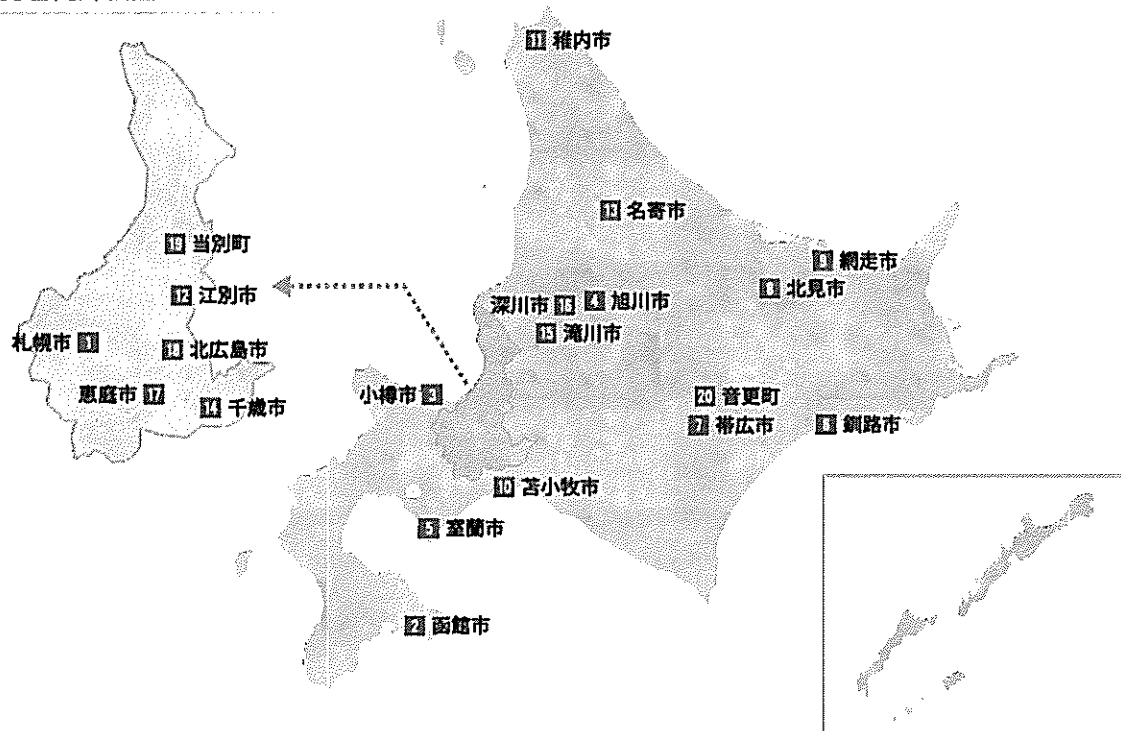 11 稚内市
13 名寄市
19 当別町
網走市
12 江別市
北見市
深川市 16
4 旭川市
15 滝川市
札幌市 1
北広島市
恵庭市 17
14 千歳市
小樽市 3
20 音更町
7 帯広市
釧路市
10 苫小牧市
5 室蘭市
2 函館市